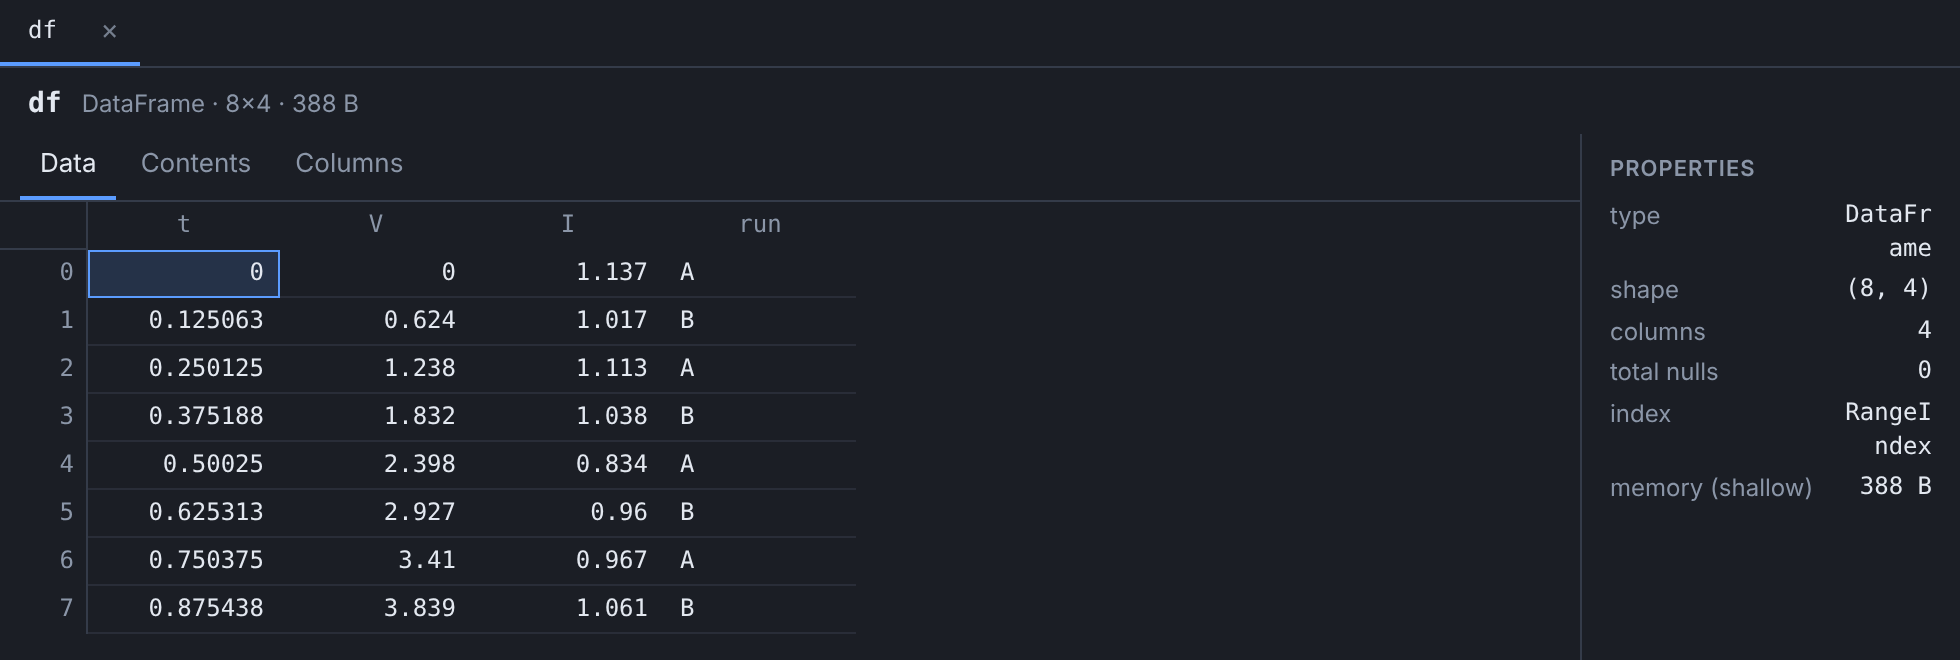 df ×
df DataFrame · 8×4 · 388 B
Data Contents Columns
t V I run
0 0 0 1.137 A
1 0.125063 0.624 1.017 B
2 0.250125 1.238 1.113 A
3 0.375188 1.832 1.038 B
4 0.50025 2.398 0.834 A
5 0.625313 2.927 0.96 B
6 0.750375 3.41 0.967 A
7 0.875438 3.839 1.061 B
PROPERTIES
type DataFr
ame
shape (8, 4)
columns 4
total nulls 0
index RangeI
ndex
memory (shallow) 388 B